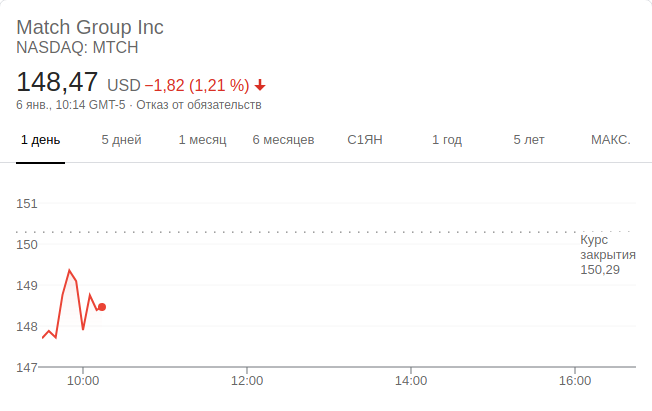 Match Group Inc
NASDAQ: MTCH
148,47 USD −1,82 (1,21 %)
6 янв., 10:14 GMT-5 · Отказ от обязательств
1 день 5 дней 1 месяц 6 месяцев С1ЯН 1 год 5 лет МАКС.
151
150
149
148
147
Курс
закрытия
150,29
10:00 12:00 14:00 16:00